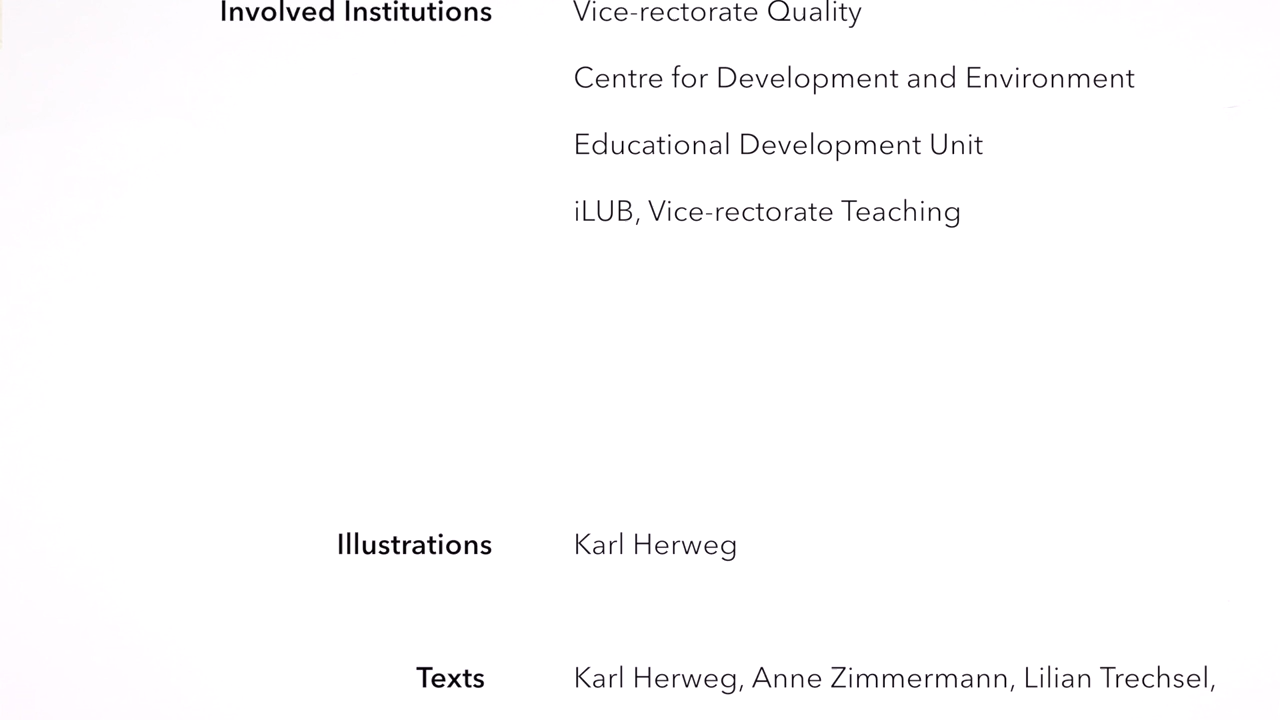 Involved Institutions Vice-rectorate Quality
Centre for Development and Environment
Educational Development Unit
iLUB, Vice-rectorate Teaching
Illustrations Karl Herweg
Texts Karl Herweg, Anne Zimmermann, Lilian Trechsel,